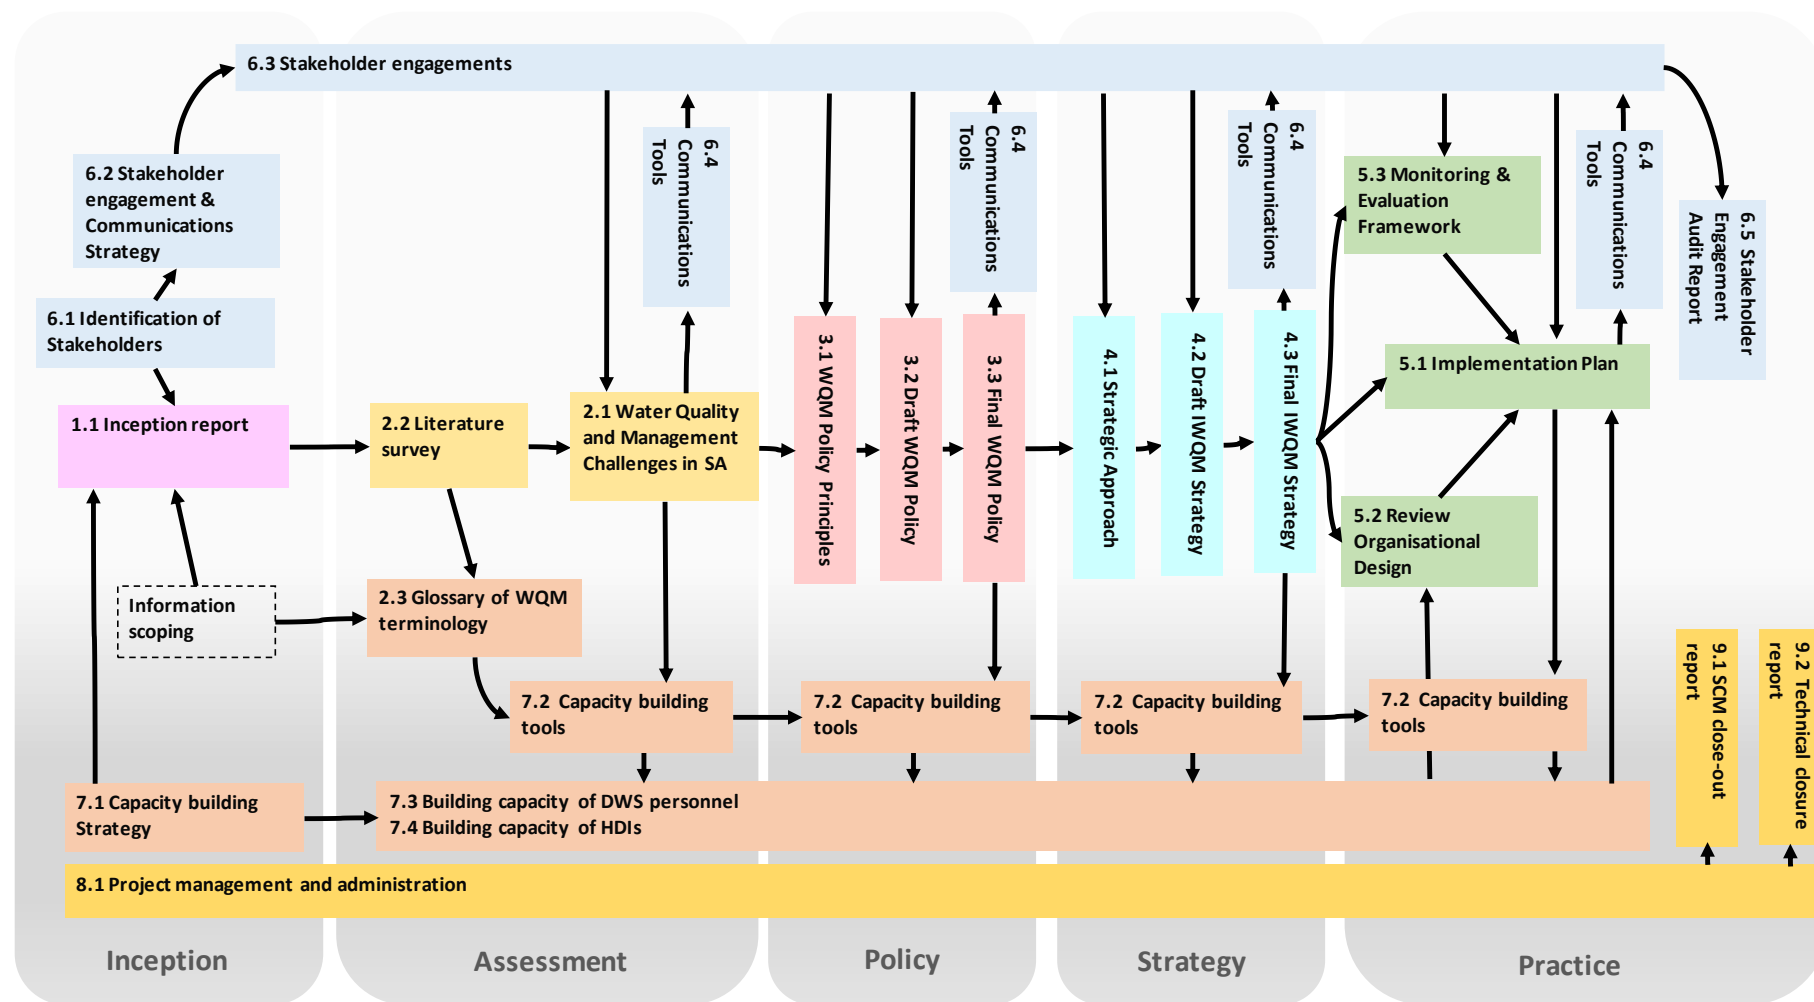 6.3 Stakeholder engagements
6.2 Stakeholder
engagement &
Communications
Strategy
6.1 Identification of
Stakeholders
1.1 Inception report
Information
scoping
7.1 Capacity building
Strategy
2.2 Literature
survey
2.1 Water Quality
and Management
Challenges in SA
6.4
Communications
Tools
2.3 Glossary of WQM
terminology
7.2 Capacity building
tools
3.1 WQM Policy Principles
3.2 Draft WQM Policy
3.3 Final WQM Policy
6.4
Communications
Tools
7.2 Capacity building
tools
4.1 Strategic Approach
4.2 Draft IWQM Strategy
4.3 Final IWQM Strategy
6.4
Communications
Tools
7.2 Capacity building
tools
5.3 Monitoring &
Evaluation
Framework
5.1 Implementation Plan
5.2 Review
Organisational
Design
6.4
Communications
Tools
6.5 Stakeholder
Engagement
Audit Report
7.2 Capacity building
tools
7.3 Building capacity of DWS personnel
7.4 Building capacity of HDIs
9.1 SCM close-out
report
9.2 Technical closure
report
8.1 Project management and administration
Inception
Assessment
Policy
Strategy
Practice